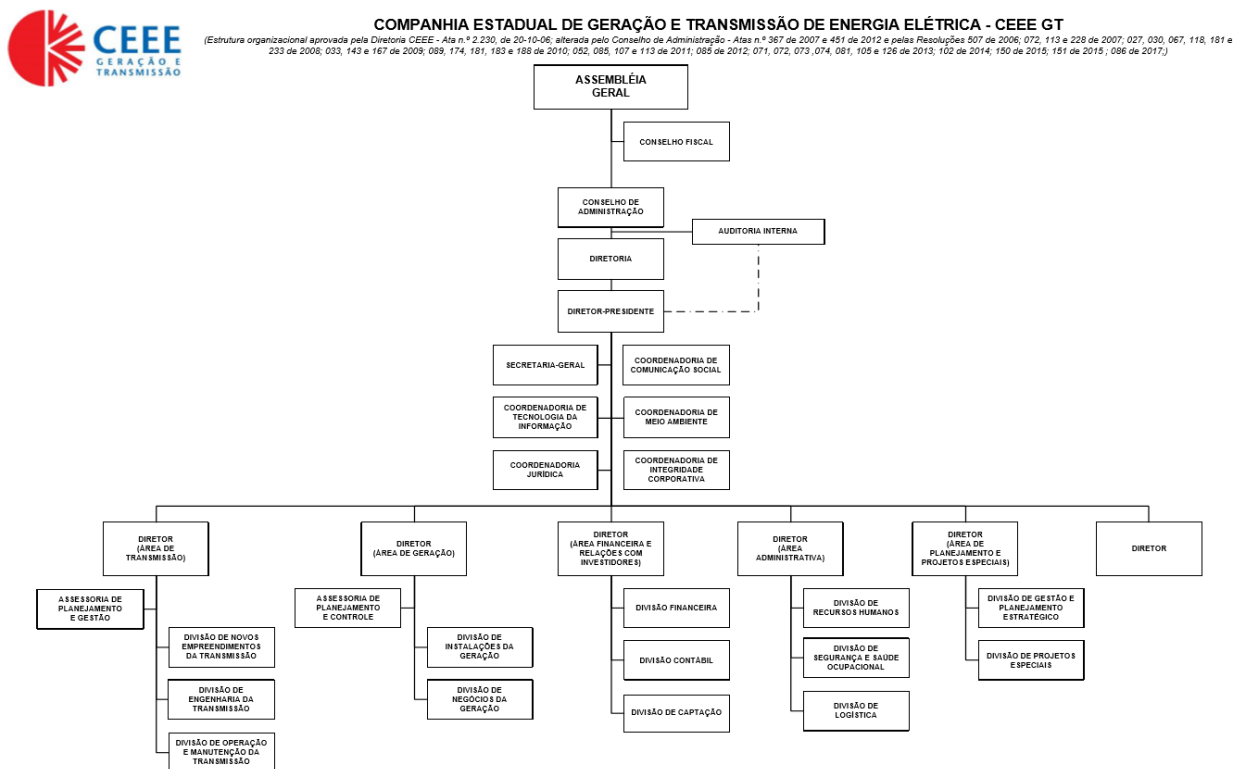 CEEE
GERAÇÃO E
TRANSMISSÃO
COMPANHIA ESTADUAL DE GERAÇÃO E TRANSMISSÃO DE ENERGIA ELÉTRICA - CEEE GT
(Estrutura organizacional aprovada pela Diretoria CEEE - Ata n.º 2.230, de 20-10-06; alterada pelo Conselho de Administração - Atas n.º 367 de 2007 e 451 de 2012 e pelas Resoluções 507 de 2006; 072, 113 e 228 de 2007; 027, 030, 067, 118, 181 e
233 de 2008; 033, 143 e 167 de 2009; 089, 174, 181, 183 e 188 de 2010; 052, 085, 107 e 113 de 2011; 085 de 2012; 071, 072, 073 ,074, 081, 105 e 126 de 2013; 102 de 2014; 150 de 2015; 151 de 2015 ; 086 de 2017;)
ASSEMBLÉIA
GERAL
CONSELHO FISCAL
CONSELHO DE
ADMINISTRAÇÃO
AUDITORIA INTERNA
DIRETORIA
DIRETOR-PRESIDENTE
SECRETARIA-GERAL
COORDENADORIA DE
COMUNICAÇÃO SOCIAL
COORDENADORIA DE
TECNOLOGIA DA
INFORMAÇÃO
COORDENADORIA DE
MEIO AMBIENTE
COORDENADORIA
JURÍDICA
COORDENADORIA DE
INTEGRIDADE
CORPORATIVA
DIRETOR
(ÁREA DE
TRANSMISSÃO)
ASSESSORIA DE
PLANEJAMENTO
E GESTÃO
DIVISÃO DE NOVOS
EMPREENDIMENTOS
DA TRANSMISSÃO
DIVISÃO DE
ENGENHARIA DA
TRANSMISSÃO
DIVISÃO DE OPERAÇÃO
E MANUTENÇÃO DA
TRANSMISSÃO
DIRETOR
(ÁREA DE GERAÇÃO)
ASSESSORIA DE
PLANEJAMENTO
E CONTROLE
DIVISÃO DE
INSTALAÇÕES DA
GERAÇÃO
DIVISÃO DE
NEGÓCIOS DA
GERAÇÃO
DIRETOR
(ÁREA FINANCEIRA E
RELAÇÕES COM
INVESTIDORES)
DIVISÃO FINANCEIRA
DIVISÃO CONTÁBIL
DIVISÃO DE CAPTAÇÃO
DIRETOR
(ÁREA
ADMINISTRATIVA)
DIVISÃO DE
RECURSOS HUMANOS
DIVISÃO DE
SEGURANÇA E SAÚDE
OCUPACIONAL
DIVISÃO DE
LOGÍSTICA
DIRETOR
(ÁREA DE
PLANEJAMENTO E
PROJETOS ESPECIAIS)
DIVISÃO DE GESTÃO E
PLANEJAMENTO
ESTRATÉGICO
DIVISÃO DE PROJETOS
ESPECIAIS
DIRETOR